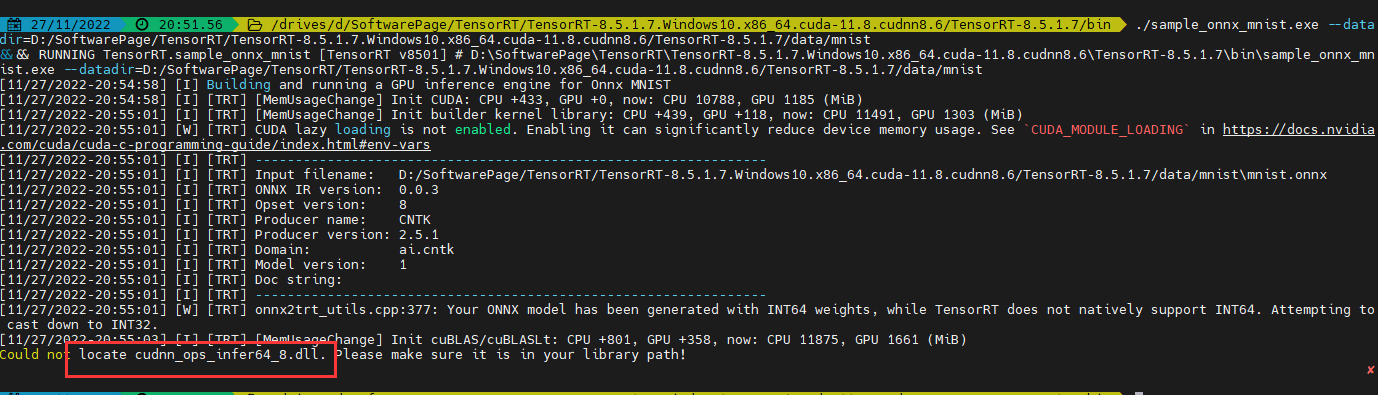 27/11/2022 20:51.56 /drives/d/SoftwarePage/TensorRT/TensorRT-8.5.1.7.Windows10.x86_64.cuda-11.8.cudnn8.6/TensorRT-8.5.1.7/bin ./sample_onnx_mnist.exe --data
dir=D:/SoftwarePage/TensorRT/TensorRT-8.5.1.7.Windows10.x86_64.cuda-11.8.cudnn8.6/TensorRT-8.5.1.7/data/mnist
&&&& RUNNING TensorRT.sample_onnx_mnist [TensorRT v8501] # D:\SoftwarePage\TensorRT\TensorRT-8.5.1.7.Windows10.x86_64.cuda-11.8.cudnn8.6\TensorRT-8.5.1.7\bin\sample_onnx_mn
ist.exe --datadir=D:/SoftwarePage/TensorRT/TensorRT-8.5.1.7.Windows10.x86_64.cuda-11.8.cudnn8.6/TensorRT-8.5.1.7/data/mnist
[11/27/2022-20:54:58] [I] Building and running a GPU inference engine for Onnx MNIST
[11/27/2022-20:54:58] [I] [TRT] [MemUsageChange] Init CUDA: CPU +433, GPU +0, now: CPU 10788, GPU 1185 (MiB)
[11/27/2022-20:55:01] [I] [TRT] [MemUsageChange] Init builder kernel library: CPU +439, GPU +118, now: CPU 11491, GPU 1303 (MiB)
[11/27/2022-20:55:01] [W] [TRT] CUDA lazy loading is not enabled. Enabling it can significantly reduce device memory usage. See `CUDA_MODULE_LOADING` in https://docs.nvidia
.com/cuda/cuda-c-programming-guide/index.html#env-vars
[11/27/2022-20:55:01] [I] [TRT] ----------------------------------------------------------------
[11/27/2022-20:55:01] [I] [TRT] Input filename:   D:/SoftwarePage/TensorRT/TensorRT-8.5.1.7.Windows10.x86_64.cuda-11.8.cudnn8.6/TensorRT-8.5.1.7/data/mnist\mnist.onnx
[11/27/2022-20:55:01] [I] [TRT] ONNX IR version:  0.0.3
[11/27/2022-20:55:01] [I] [TRT] Opset version:    8
[11/27/2022-20:55:01] [I] [TRT] Producer name:    CNTK
[11/27/2022-20:55:01] [I] [TRT] Producer version: 2.5.1
[11/27/2022-20:55:01] [I] [TRT] Domain:           ai.cntk
[11/27/2022-20:55:01] [I] [TRT] Model version:    1
[11/27/2022-20:55:01] [I] [TRT] Doc string:
[11/27/2022-20:55:01] [I] [TRT] ----------------------------------------------------------------
[11/27/2022-20:55:01] [W] [TRT] onnx2trt_utils.cpp:377: Your ONNX model has been generated with INT64 weights, while TensorRT does not natively support INT64. Attempting to
cast down to INT32.
[11/27/2022-20:55:03] [I] [TRT] [MemUsageChange] Init cuBLAS/cuBLASLt: CPU +801, GPU +358, now: CPU 11875, GPU 1661 (MiB)
Could not locate cudnn_ops_infer64_8.dll. Please make sure it is in your library path!